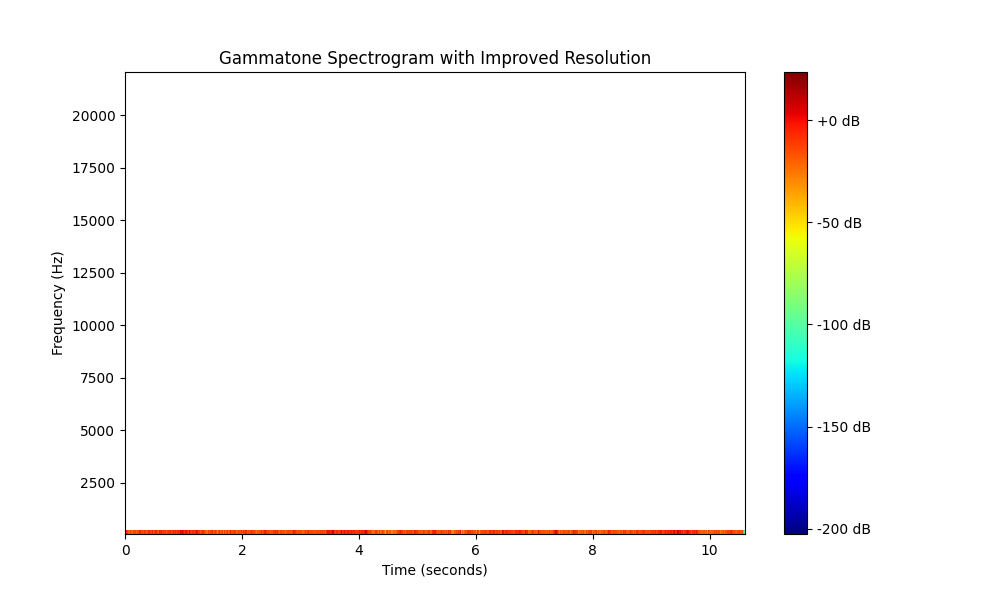 Gammatone Spectrogram with Improved Resolution
20000
17500
15000
12500
10000
7500
5000
2500
Frequency (Hz)
0 2 4 6 8 10
Time (seconds)
+0 dB
-50 dB
-100 dB
-150 dB
-200 dB